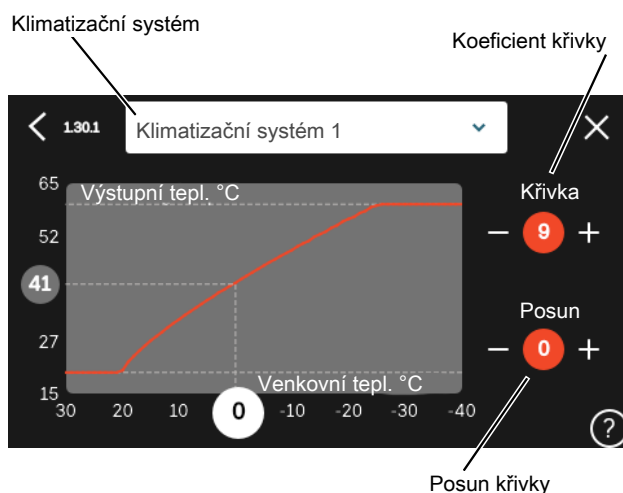 Klimatizační systém
Koeficient křivky
1.30.1
Klimatizační systém 1
65
Výstupní tepl. °C
Křivka
52
9
41
Posun
27
0
Venkovní tepl. °C
15
30 20 10 0 -10 -20 -30 -40
?
Posun křivky